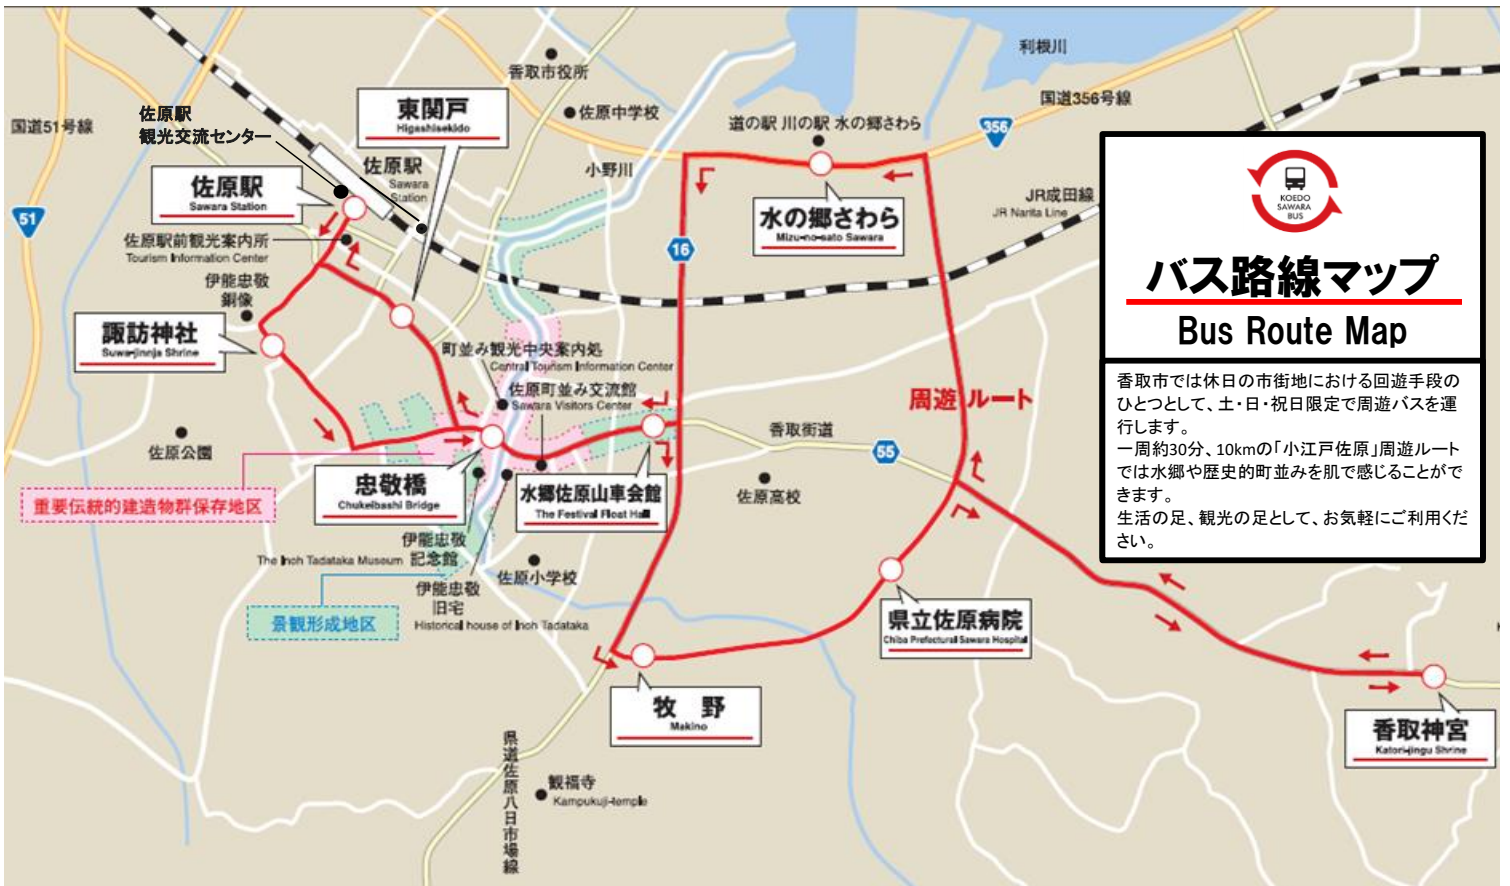 利根川
香取市役所
国道356号線
佐原中学校
国道51号線
佐原駅
観光交流センター
東関戸
Higashisekido
道の駅 川の駅 水の郷さわら
356
小野川
佐原駅
Sawara
Station
佐原駅
Sawara Station
51
JR成田線
JR Narita Line
水の郷さわら
Mizu-no-sato Sawara
16
佐原駅前観光案内所
Tourism Information Center
伊能忠敬
銅像
諏訪神社
Suwa-jinnja Shrine
町並み観光中央案内処
Central Tourism Information Center
佐原町並み交流館
Sawara Visitors Center
周遊ルート
香取街道
55
佐原公園
重要伝統的建造物群保存地区
忠敬橋
Chukeibashi Bridge
水郷佐原山車会館
The Festival Float Hall
佐原高校
伊能忠敬
記念館
The Inoh Tadataka Museum
佐原小学校
伊能忠敬
旧宅
Historical house of Inoh Tadataka
景観形成地区
県立佐原病院
Chiba Prefectural Sawara Hospital
牧 野
Makino
香取神宮
Katori-jingu Shrine
県道佐原八日市場線
観福寺
Kampukuji-temple
KOEDO
SAWARA
BUS
バス路線マップ
Bus Route Map
香取市では休日の市街地における回遊手段の
ひとつとして、土・日・祝日限定で周遊バスを運
行します。
一周約30分、10kmの「小江戸佐原」周遊ルート
では水郷や歴史的町並みを肌で感じることがで
きます。
生活の足、観光の足として、お気軽にご利用くだ
さい。